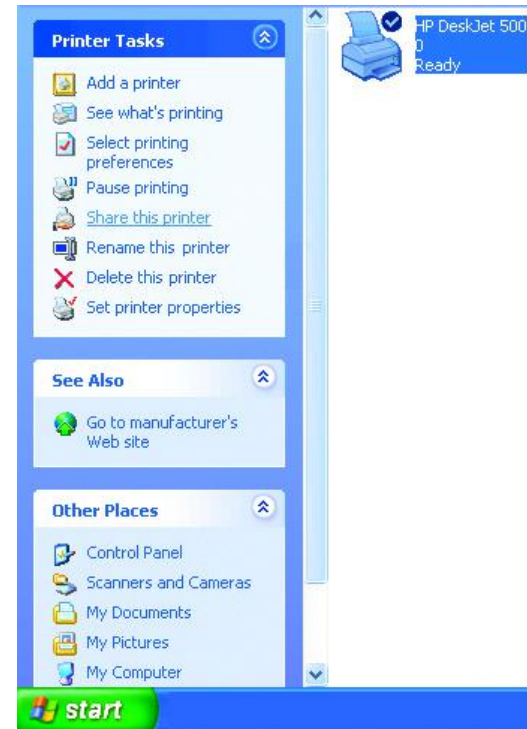 Printer Tasks
Add a printer
See what's printing
Select printing
preferences
Pause printing
Share this printer
Rename this printer
Delete this printer
Set printer properties
See Also
Go to manufacturer's
Web site
Other Places
Control Panel
Scanners and Cameras
My Documents
My Pictures
My Computer
HP DeskJet 500
0
Ready
start